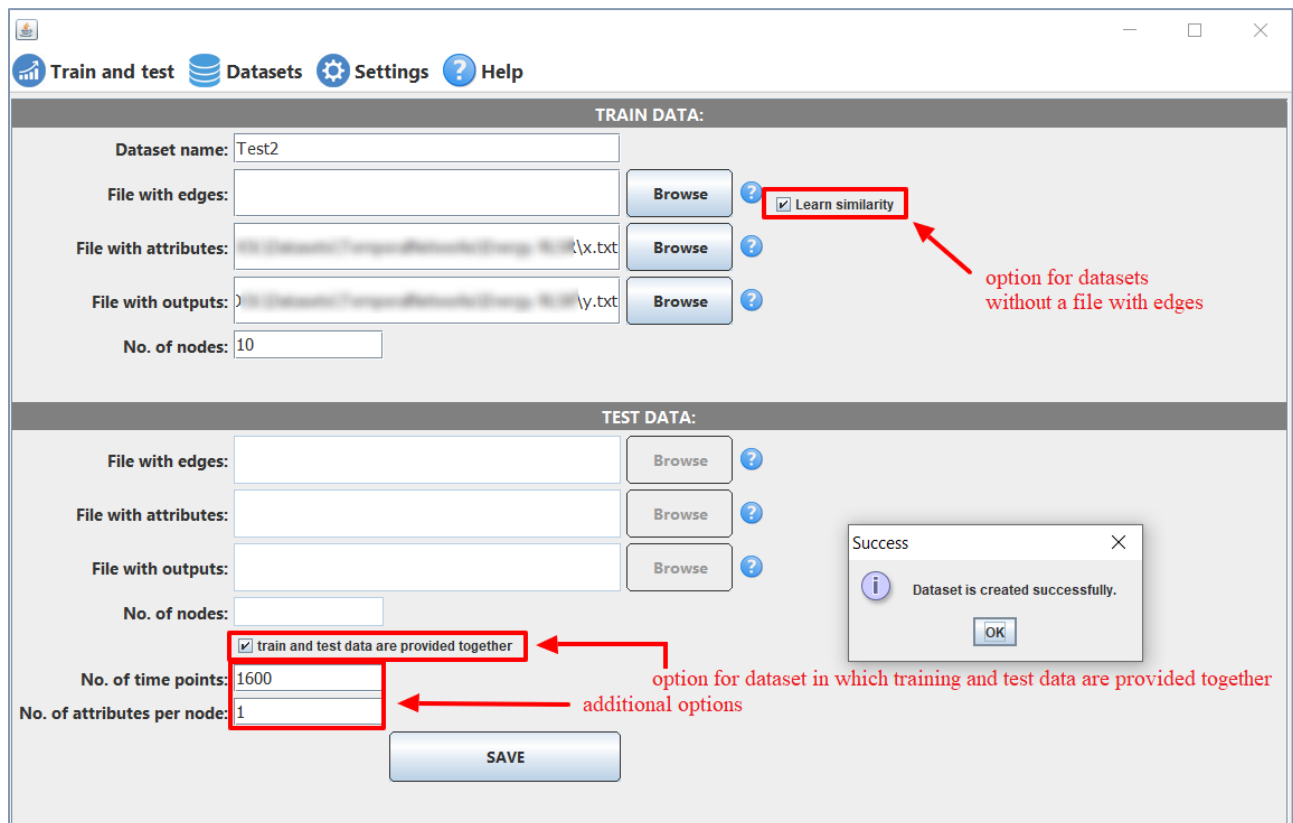 Train and test Datasets Settings ? Help
TRAIN DATA:
Dataset name: Test2
File with edges: Browse ? Learn similarity
File with attributes: \x.txt Browse ?
option for datasets
without a file with edges
File with outputs: \y.txt Browse ?
No. of nodes: 10
TEST DATA:
File with edges: Browse ?
File with attributes: Browse ?
File with outputs: Browse ?
Success
i Dataset is created successfully.
OK
No. of nodes:
train and test data are provided together
option for dataset in which training and test data are provided together
No. of time points: 1600
additional options
No. of attributes per node: 1
SAVE